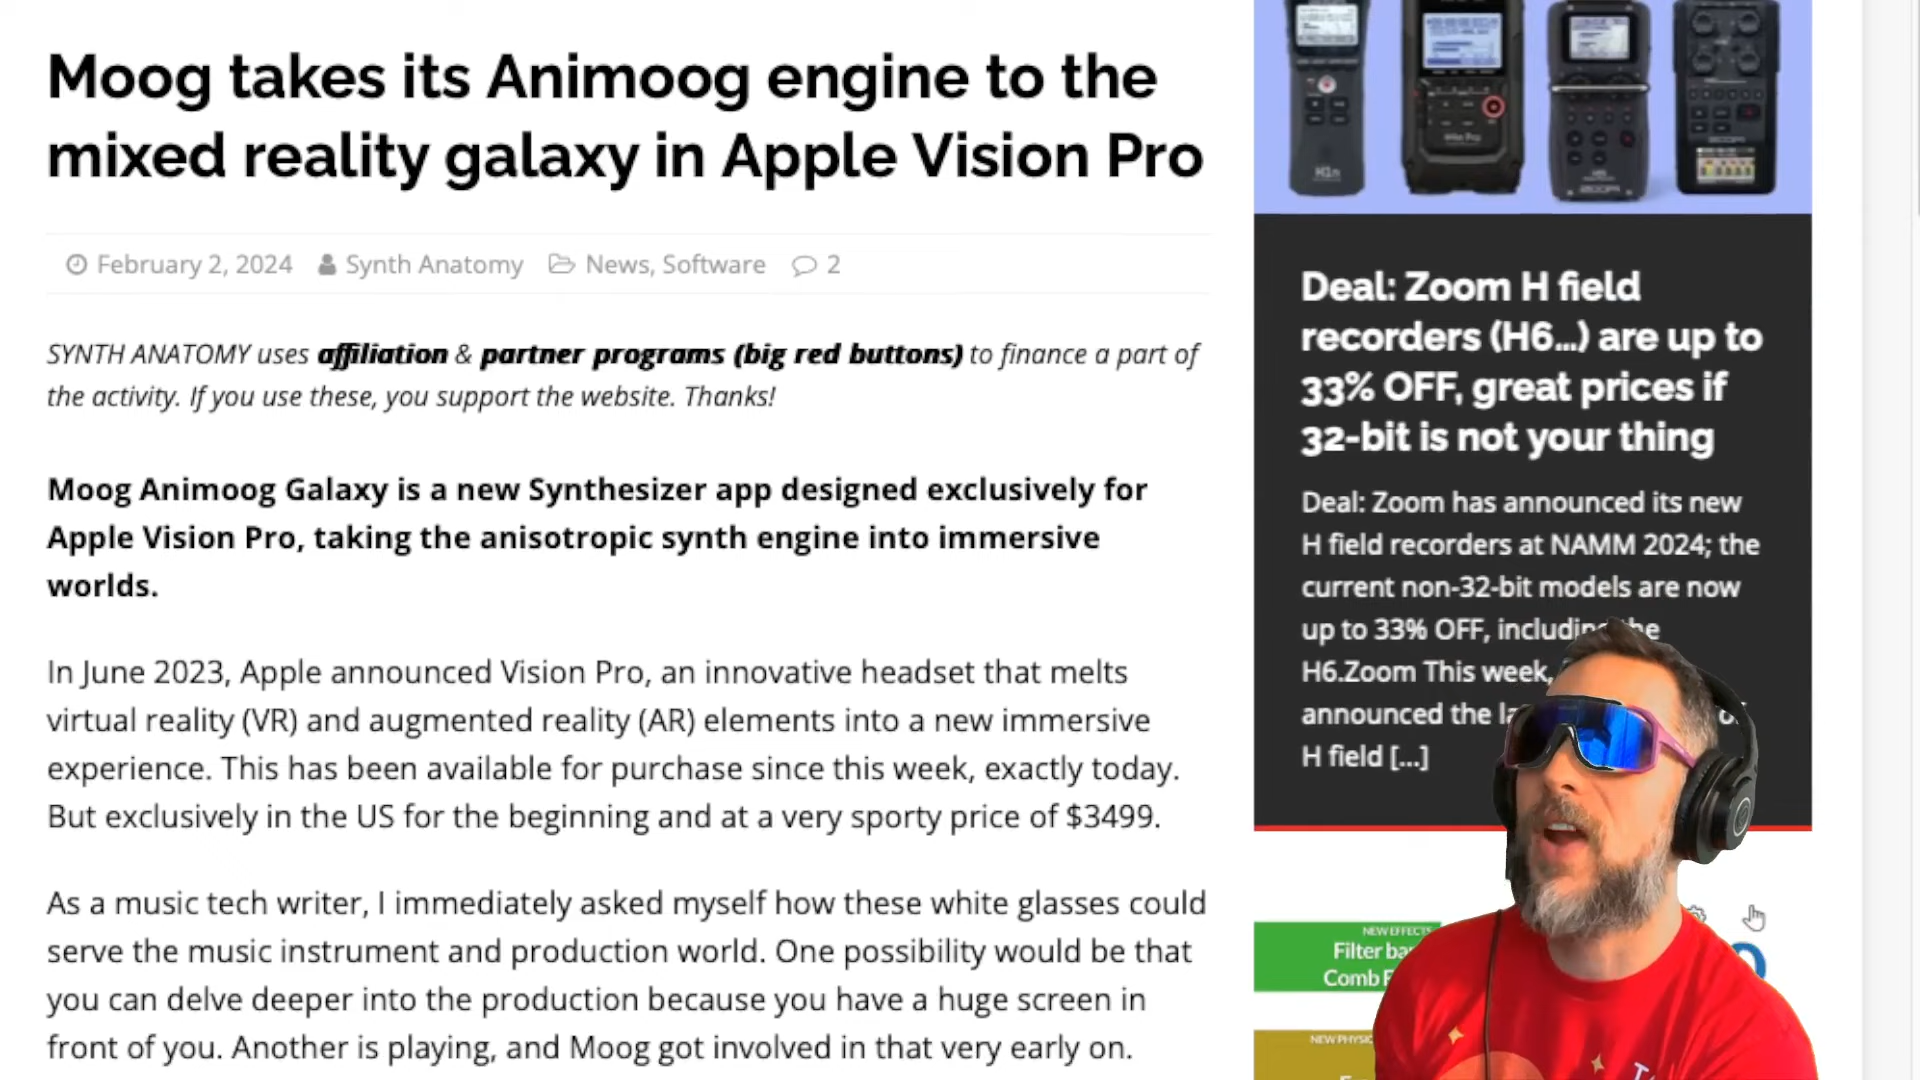 Moog takes its Animoog engine to the
mixed reality galaxy in Apple Vision Pro
February 2, 2024 Synth Anatomy News, Software 2
SYNTH ANATOMY uses affiliation & partner programs (big red buttons) to finance a part of
the activity. If you use these, you support the website. Thanks!
Moog Animoog Galaxy is a new Synthesizer app designed exclusively for
Apple Vision Pro, taking the anisotropic synth engine into immersive
worlds.
In June 2023, Apple announced Vision Pro, an innovative headset that melts
virtual reality (VR) and augmented reality (AR) elements into a new immersive
experience. This has been available for purchase since this week, exactly today.
But exclusively in the US for the beginning and at a very sporty price of $3499.
As a music tech writer, I immediately asked myself how these white glasses could
serve the music instrument and production world. One possibility would be that
you can delve deeper into the production because you have a huge screen in
front of you. Another is playing, and Moog got involved in that very early on.
H1n
Deal: Zoom H field
recorders (H6...) are up to
33% OFF, great prices if
32-bit is not your thing
Deal: Zoom has announced its new
H field recorders at NAMM 2024; the
current non-32-bit models are now
up to 33% OFF, including the
H6.Zoom This week,
announced the of
H field [...]
NEW EFFECTS
Filter
Comb